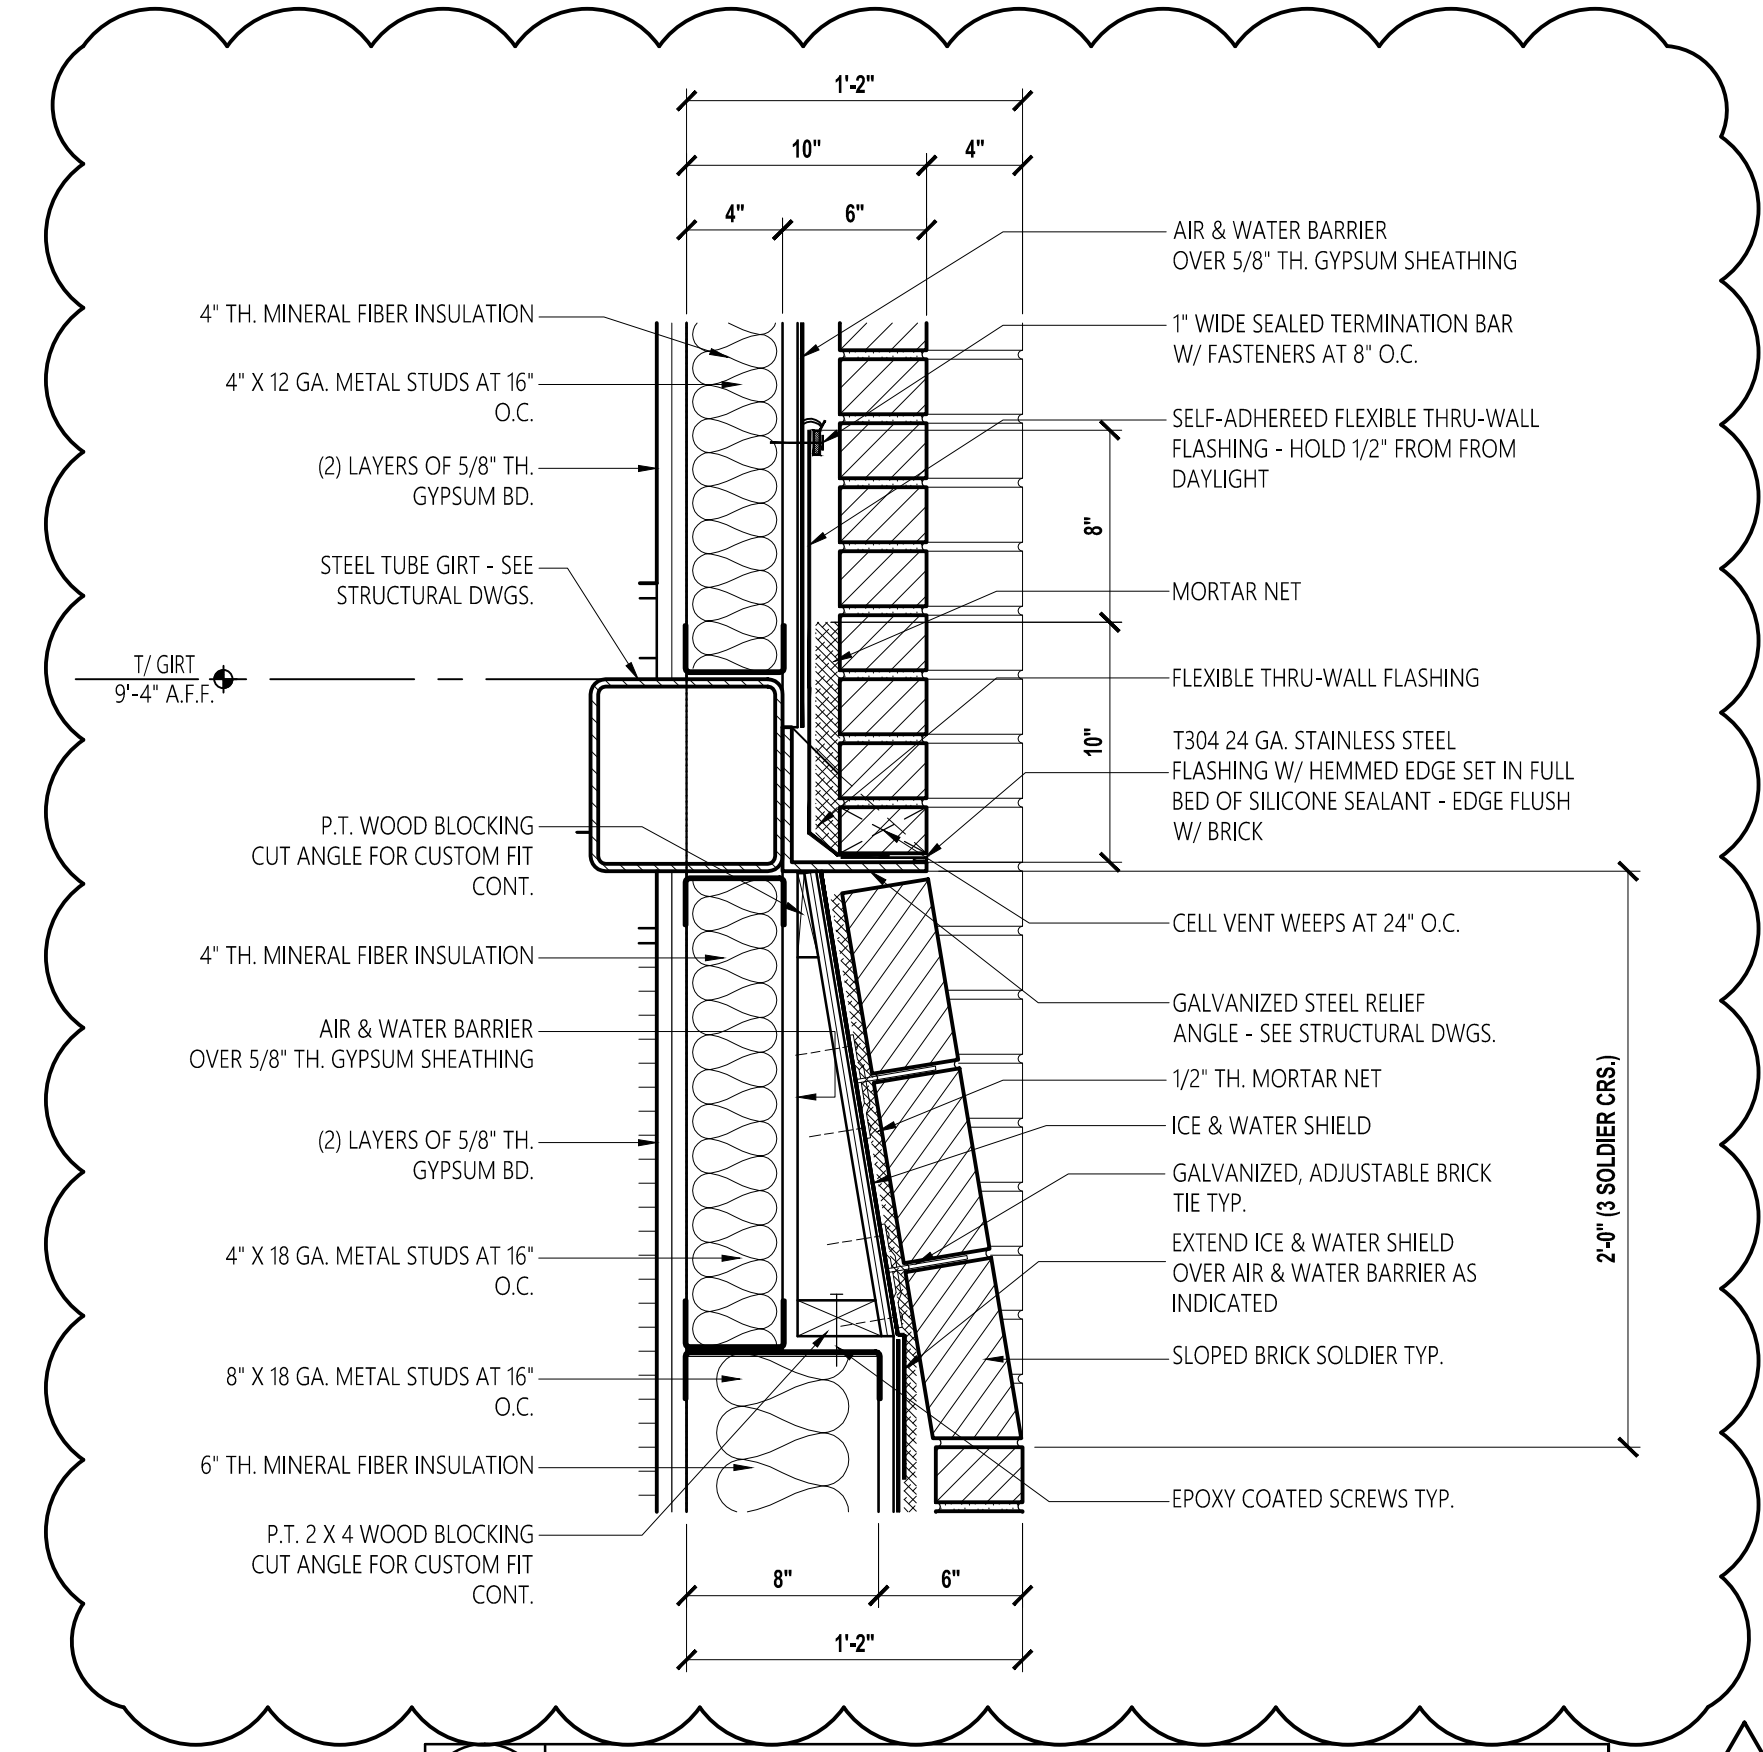 1'-2"
10"
4"
4"
6"
AIR & WATER BARRIER
OVER 5/8" TH. GYPSUM SHEATHING
1" WIDE SEALED TERMINATION BAR
W/ FASTENERS AT 8" O.C.
SELF-ADHEREED FLEXIBLE THRU-WALL
FLASHING - HOLD 1/2" FROM FROM
DAYLIGHT
8"
MORTAR NET
FLEXIBLE THRU-WALL FLASHING
10"
T304 24 GA. STAINLESS STEEL
FLASHING W/ HEMMED EDGE SET IN FULL
BED OF SILICONE SEALANT - EDGE FLUSH
W/ BRICK
CELL VENT WEEPS AT 24" O.C.
GALVANIZED STEEL RELIEF
ANGLE - SEE STRUCTURAL DWGS.
1/2" TH. MORTAR NET
ICE & WATER SHIELD
GALVANIZED, ADJUSTABLE BRICK
TIE TYP.
EXTEND ICE & WATER SHIELD
OVER AIR & WATER BARRIER AS
INDICATED
SLOPED BRICK SOLDIER TYP.
EPOXY COATED SCREWS TYP.
2'-0" (3 SOLDIER CRS.)
4" TH. MINERAL FIBER INSULATION
4" X 12 GA. METAL STUDS AT 16"
O.C.
(2) LAYERS OF 5/8" TH.
GYPSUM BD.
STEEL TUBE GIRT - SEE
STRUCTURAL DWGS.
T/ GIRT
9'-4" A.F.F.
P.T. WOOD BLOCKING
CUT ANGLE FOR CUSTOM FIT
CONT.
4" TH. MINERAL FIBER INSULATION
AIR & WATER BARRIER
OVER 5/8" TH. GYPSUM SHEATHING
(2) LAYERS OF 5/8" TH.
GYPSUM BD.
4" X 18 GA. METAL STUDS AT 16"
O.C.
8" X 18 GA. METAL STUDS AT 16"
O.C.
6" TH. MINERAL FIBER INSULATION
P.T. 2 X 4 WOOD BLOCKING
CUT ANGLE FOR CUSTOM FIT
CONT.
8"
6"
1'-2"